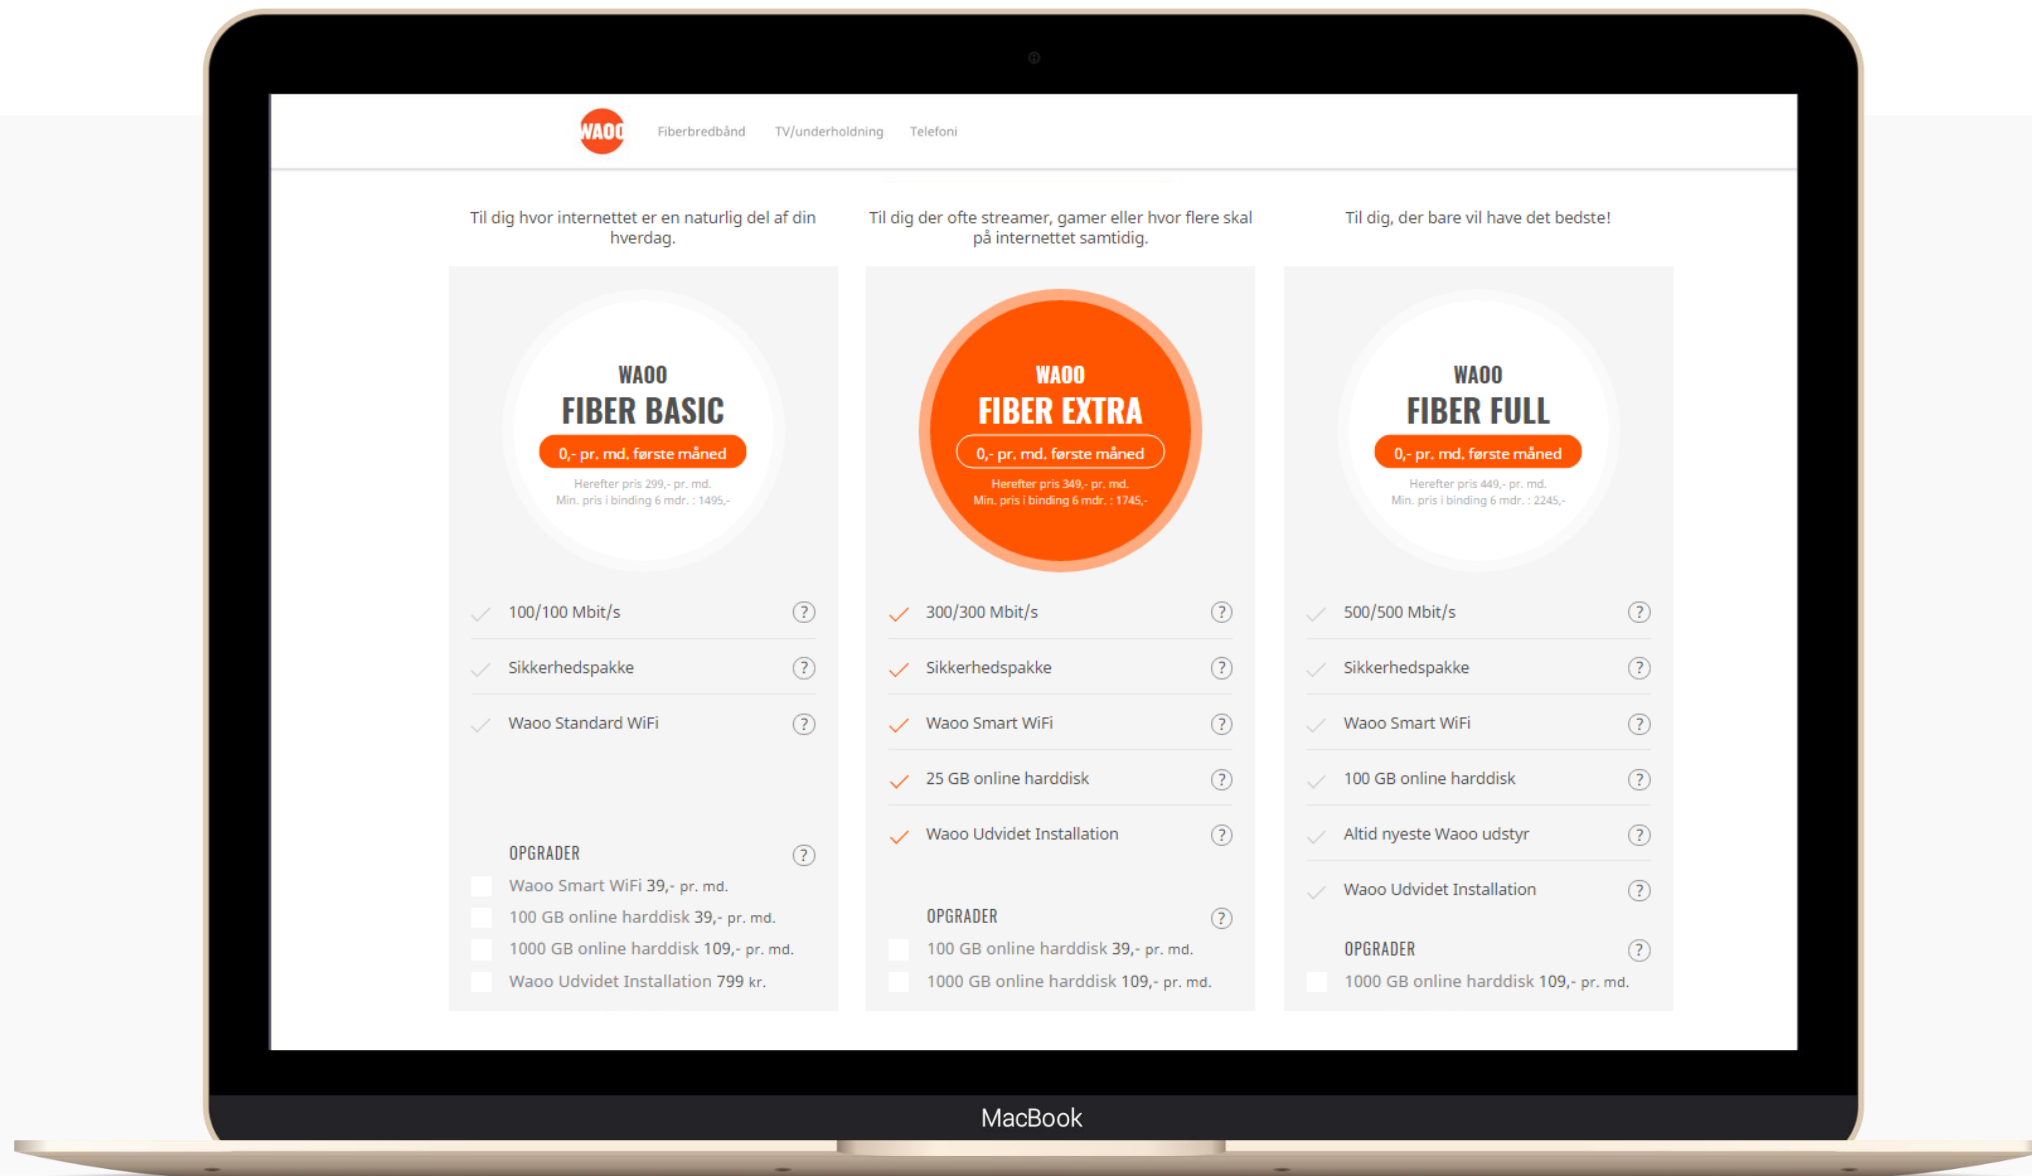 WAOO
Fiberbredbånd
TV/underholdning
Telefoni
Til dig hvor internettet er en naturlig del af din
hverdag.
WAOO
FIBER BASIC
0,- pr. md. første måned
Herefter pris 299,- pr. md.
Min. pris i binding 6 mdr. : 1495,-
100/100 Mbit/s
?
Sikkerhedspakke
?
Waoo Standard WiFi
?
OPGRADER
?
Waoo Smart WiFi 39,- pr. md.
100 GB online harddisk 39,- pr. md.
1000 GB online harddisk 109,- pr. md.
Waoo Udvidet Installation 799 kr.
Til dig der ofte streamer, gamer eller hvor flere skal
på internettet samtidig.
WAOO
FIBER EXTRA
0,- pr. md. første måned
Herefter pris 349,- pr. md.
Min. pris i binding 6 mdr. : 1745,-
300/300 Mbit/s
?
Sikkerhedspakke
?
Waoo Smart WiFi
?
25 GB online harddisk
?
Waoo Udvidet Installation
?
OPGRADER
?
100 GB online harddisk 39,- pr. md.
1000 GB online harddisk 109,- pr. md.
Til dig, der bare vil have det bedste!
WAOO
FIBER FULL
0,- pr. md. første måned
Herefter pris 449,- pr. md.
Min. pris i binding 6 mdr. : 2245,-
500/500 Mbit/s
?
Sikkerhedspakke
?
Waoo Smart WiFi
?
100 GB online harddisk
?
Altid nyeste Waoo udstyr
?
Waoo Udvidet Installation
?
OPGRADER
?
1000 GB online harddisk 109,- pr. md.
MacBook